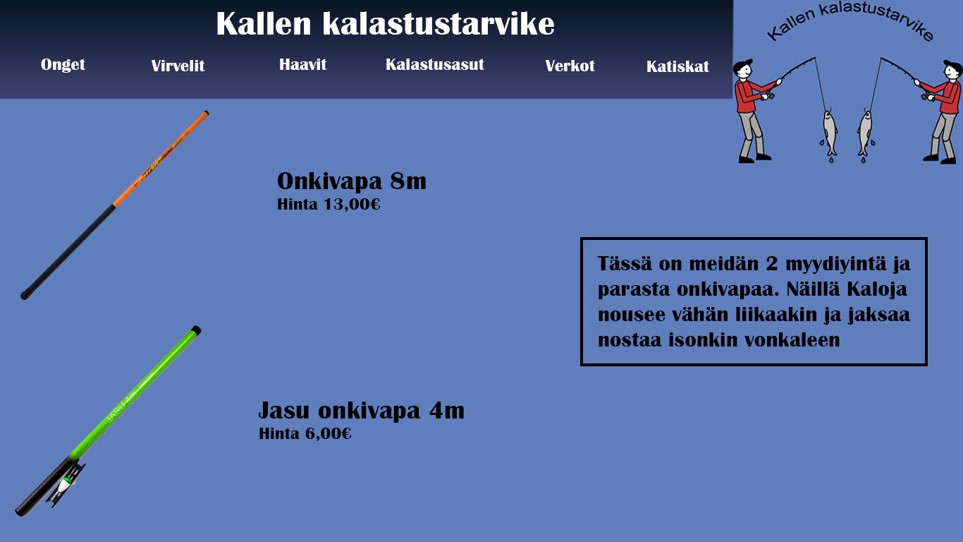 Kallen kalastustarvike
Kallen kalastustarvike
Onget Virvelit Haavit Kalastusasut Verkot Katiskat
Onkivapa 8m
Hinta 13,00€
Tässä on meidän 2 myydiyintä ja
parasta onkivapaa. Näillä Kaloja
nousee vähän liikaakin ja jaksaa
nostaa isonkin vonkaleen
Jasu onkivapa 4m
Hinta 6,00€